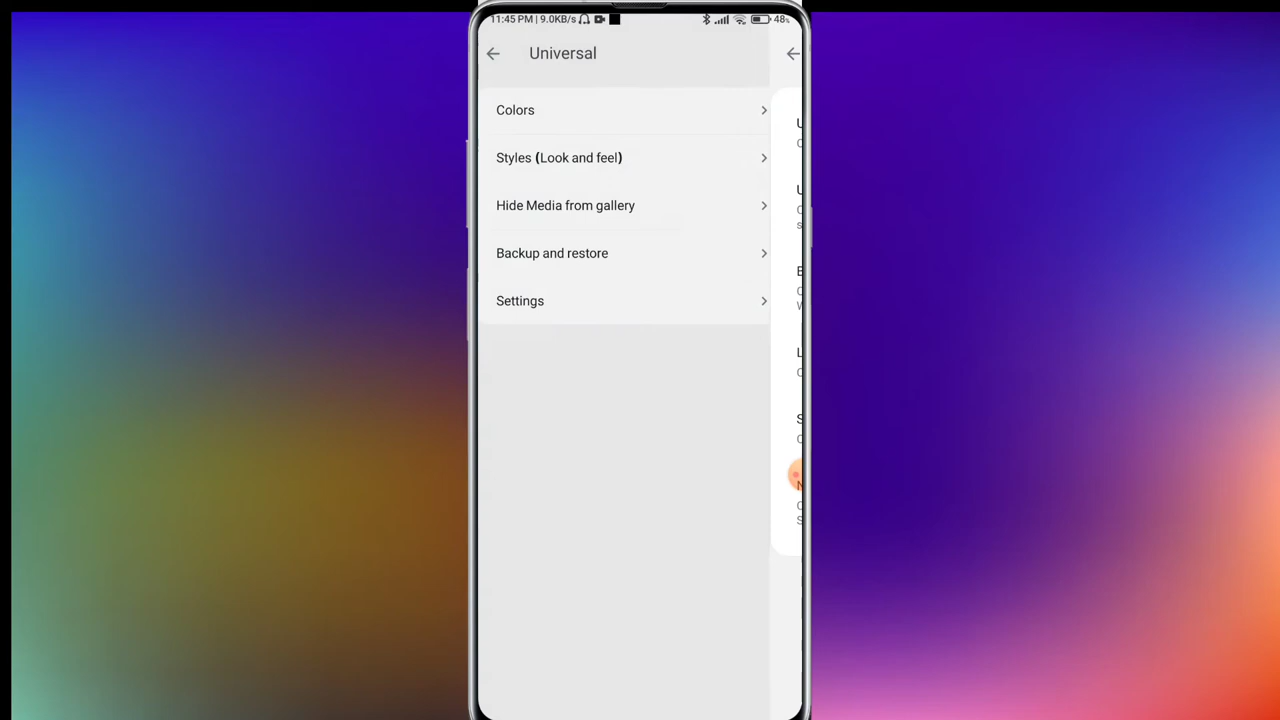 11:45 PM | 9.0KB/s 48%
Universal
Colors
Styles (Look and feel)
Hide Media from gallery
Backup and restore
Settings